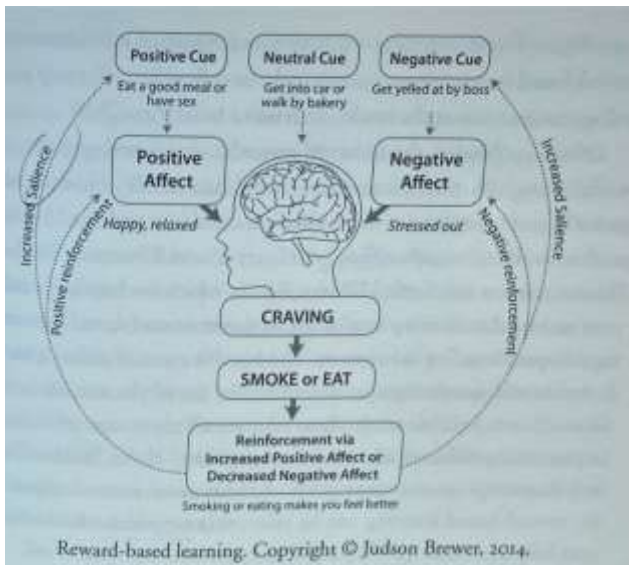 Positive Cue
Neutral Cue
Negative Cue
Eat a good meal or
have sex
Get into car or
walk by bakery
Get yelled at by boss
Positive
Affect
Negative
Affect
Happy, relaxed
Stressed out
Increased Salience
Positive reinforcement
Negative reinforcement
Increased Salience
CRAVING
SMOKE or EAT
Reinforcement via
Increased Positive Affect or
Decreased Negative Affect
Smoking or eating makes you feel better
Reward-based learning. Copyright © Judson Brewer, 2014.